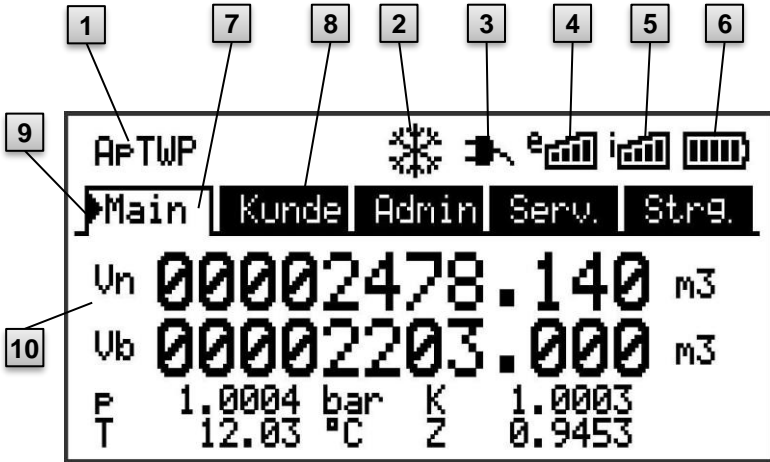 1 7 8 2 3 4 5 6
9
ApTWP e i
Main Kunde Admin Serv. Strg.
Vn 00002478.140 m3
10
Vb 00002203.000 m3
p 1.0004 bar K 1.0003
T 12.03 °C Z 0.9453